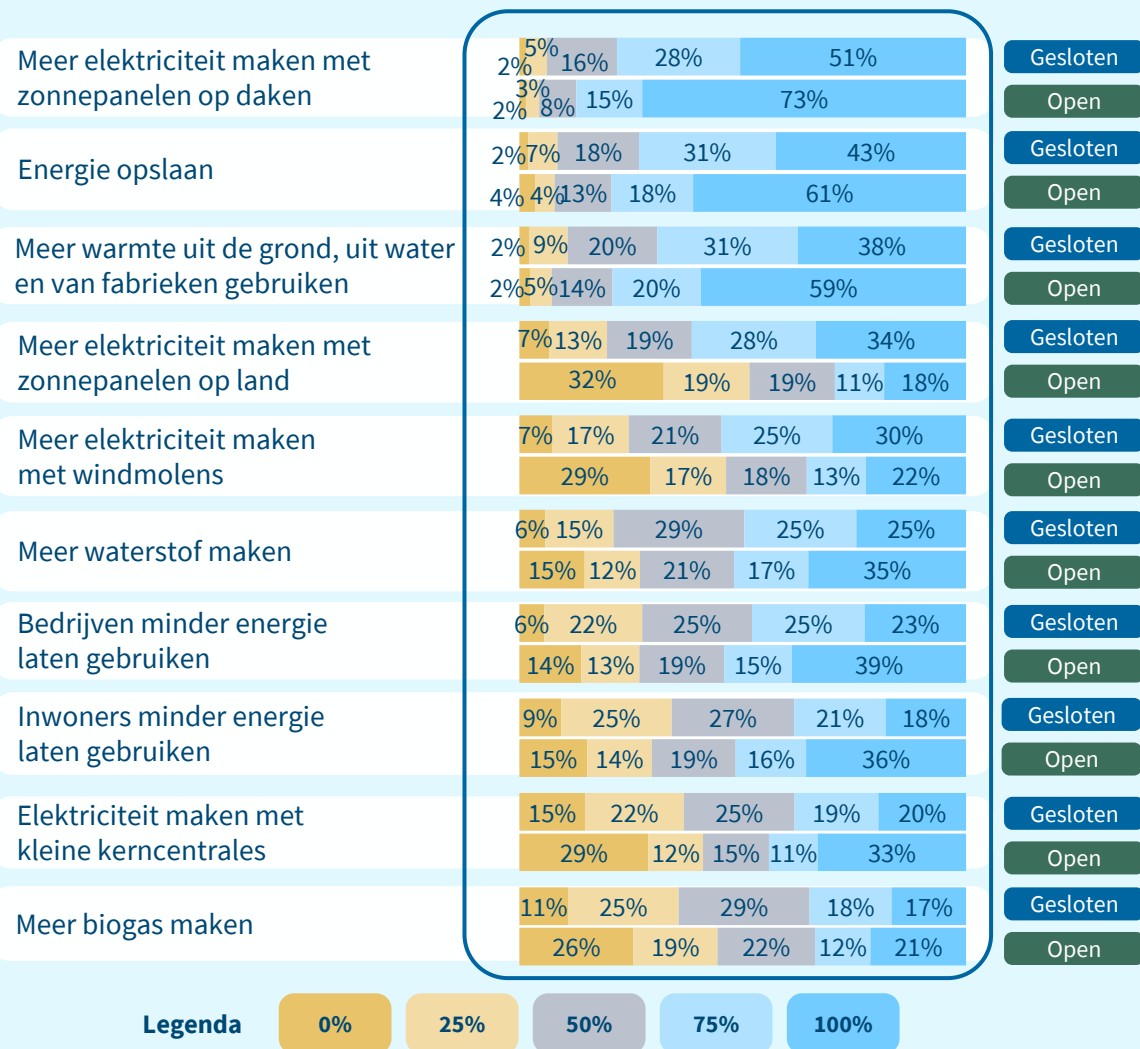 Meer elektriciteit maken met
zonnepanelen op daken
2% 5% 16% 28% 51% Gesloten
2% 3% 8% 15% 73% Open
Energie opslaan
2% 7% 18% 31% 43% Gesloten
4% 4% 13% 18% 61% Open
Meer warmte uit de grond, uit water
en van fabrieken gebruiken
2% 9% 20% 31% 38% Gesloten
2% 5% 14% 20% 59% Open
Meer elektriciteit maken met
zonnepanelen op land
7% 13% 19% 28% 34% Gesloten
32% 19% 19% 11% 18% Open
Meer elektriciteit maken
met windmolens
7% 17% 21% 25% 30% Gesloten
29% 17% 18% 13% 22% Open
Meer waterstof maken
6% 15% 29% 25% 25% Gesloten
15% 12% 21% 17% 35% Open
Bedrijven minder energie
laten gebruiken
6% 22% 25% 25% 23% Gesloten
14% 13% 19% 15% 39% Open
Inwoners minder energie
laten gebruiken
9% 25% 27% 21% 18% Gesloten
15% 14% 19% 16% 36% Open
Elektriciteit maken met
kleine kerncentrales
15% 22% 25% 19% 20% Gesloten
29% 12% 15% 11% 33% Open
Meer biogas maken
11% 25% 29% 18% 17% Gesloten
26% 19% 22% 12% 21% Open
Legenda 0% 25% 50% 75% 100%